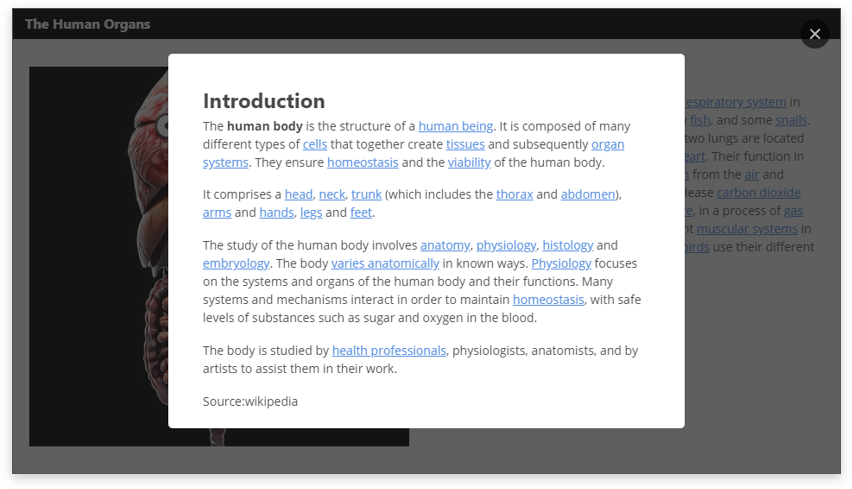 The Human Organs
Introduction
The human body is the structure of a human being. It is composed of many
different types of cells that together create tissues and subsequently organ
systems. They ensure homeostasis and the viability of the human body.
It comprises a head, neck, trunk (which includes the thorax and abdomen),
arms and hands, legs and feet.
The study of the human body involves anatomy, physiology, histology and
embryology. The body varies anatomically in known ways. Physiology focuses
on the systems and organs of the human body and their functions. Many
systems and mechanisms interact in order to maintain homeostasis, with safe
levels of substances such as sugar and oxygen in the blood.
The body is studied by health professionals, physiologists, anatomists, and by
artists to assist them in their work.
Source:wikipedia
respiratory system in
fish, and some snails.
two lungs are located
. Their function in
from the air and
carbon dioxide
, in a process of gas
muscular systems in
birds use their different